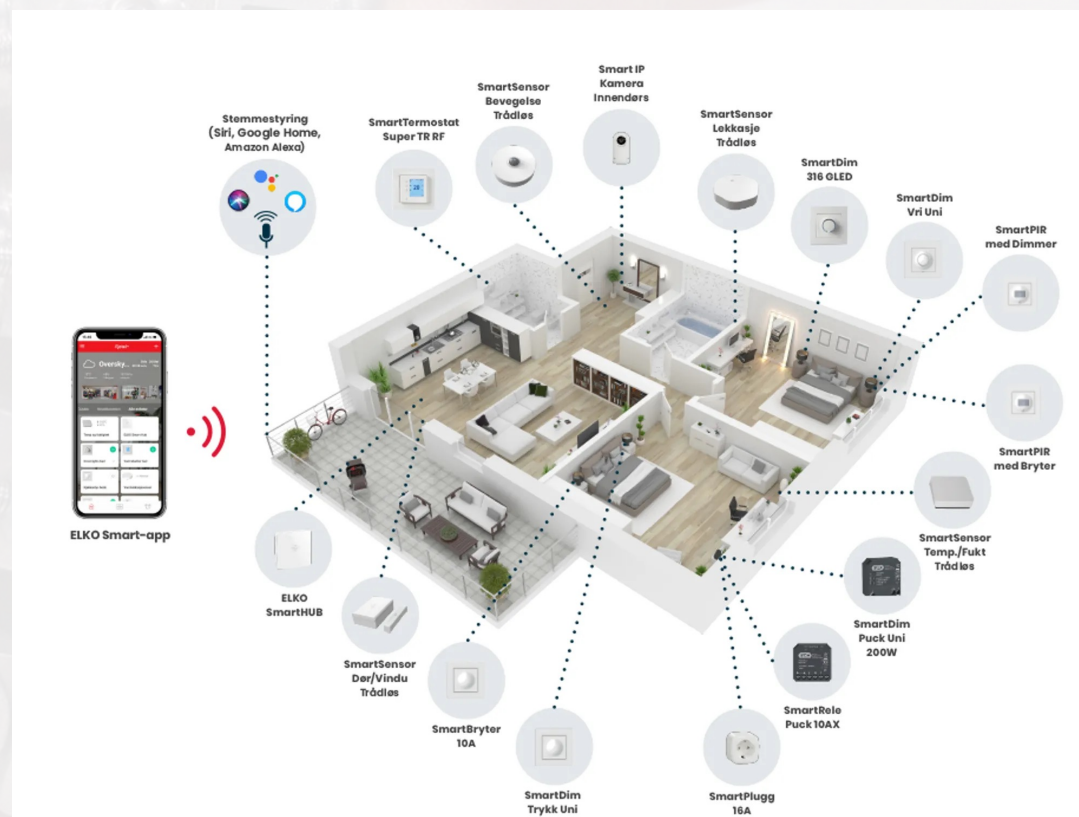 Smart IP
Kamera
Innendørs
SmartSensor
Bevegelse
Trådløs
SmartSensor
Lekkasje
Trådløs
Stemmestyring
(Siri, Google Home,
Amazon Alexa)
SmartTermostat
Super TR RF
SmartDim
316 GLED
SmartDim
Vri Uni
SmartPIR
med Dimmer
SmartPIR
med Bryter
Oversky...
ELKO Smart-app
SmartSensor
Temp./Fukt
Trådløs
ELKO
SmartHUB
SmartDim
Puck Uni
200W
SmartSensor
Dør/Vindu
Trådløs
SmartRele
Puck 10AX
SmartBryter
10A
SmartDim
Trykk Uni
SmartPlugg
16A